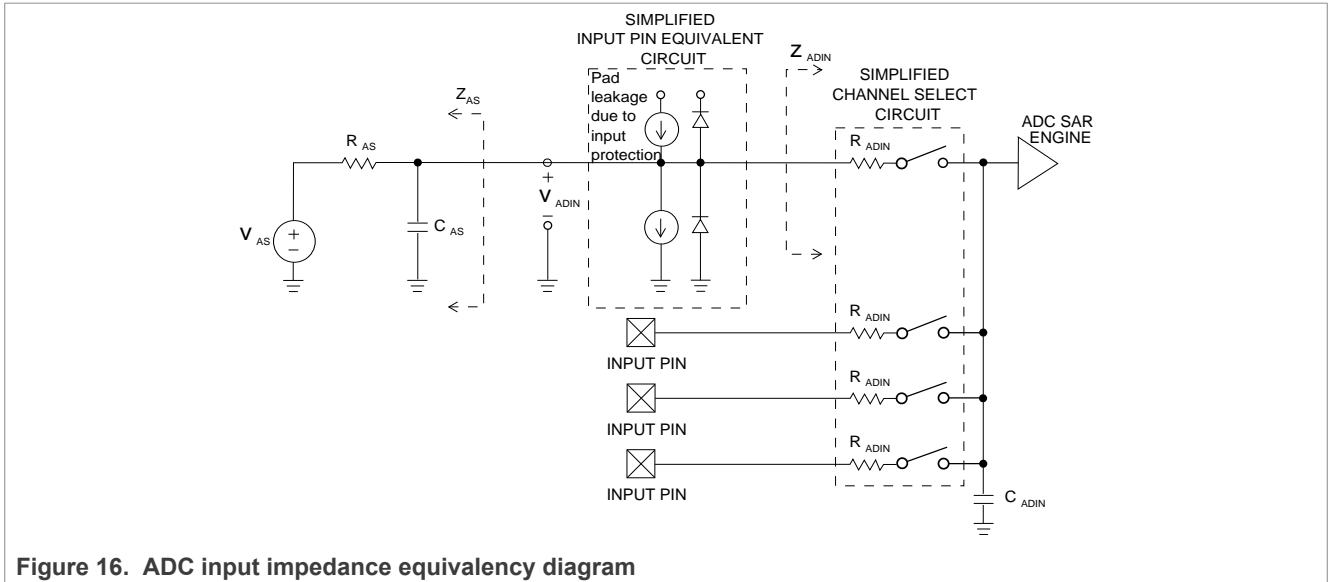 SIMPLIFIED
INPUT PIN EQUIVALENT
CIRCUIT
Pad
leakage
due to
input
protection
Z ADIN
SIMPLIFIED
CHANNEL SELECT
CIRCUIT
ADC SAR
ENGINE
Z AS
R AS
R ADIN
+
V ADIN
−
C AS
V AS
+
−
R ADIN
INPUT PIN
R ADIN
INPUT PIN
R ADIN
INPUT PIN
C ADIN
Figure 16. ADC input impedance equivalency diagram